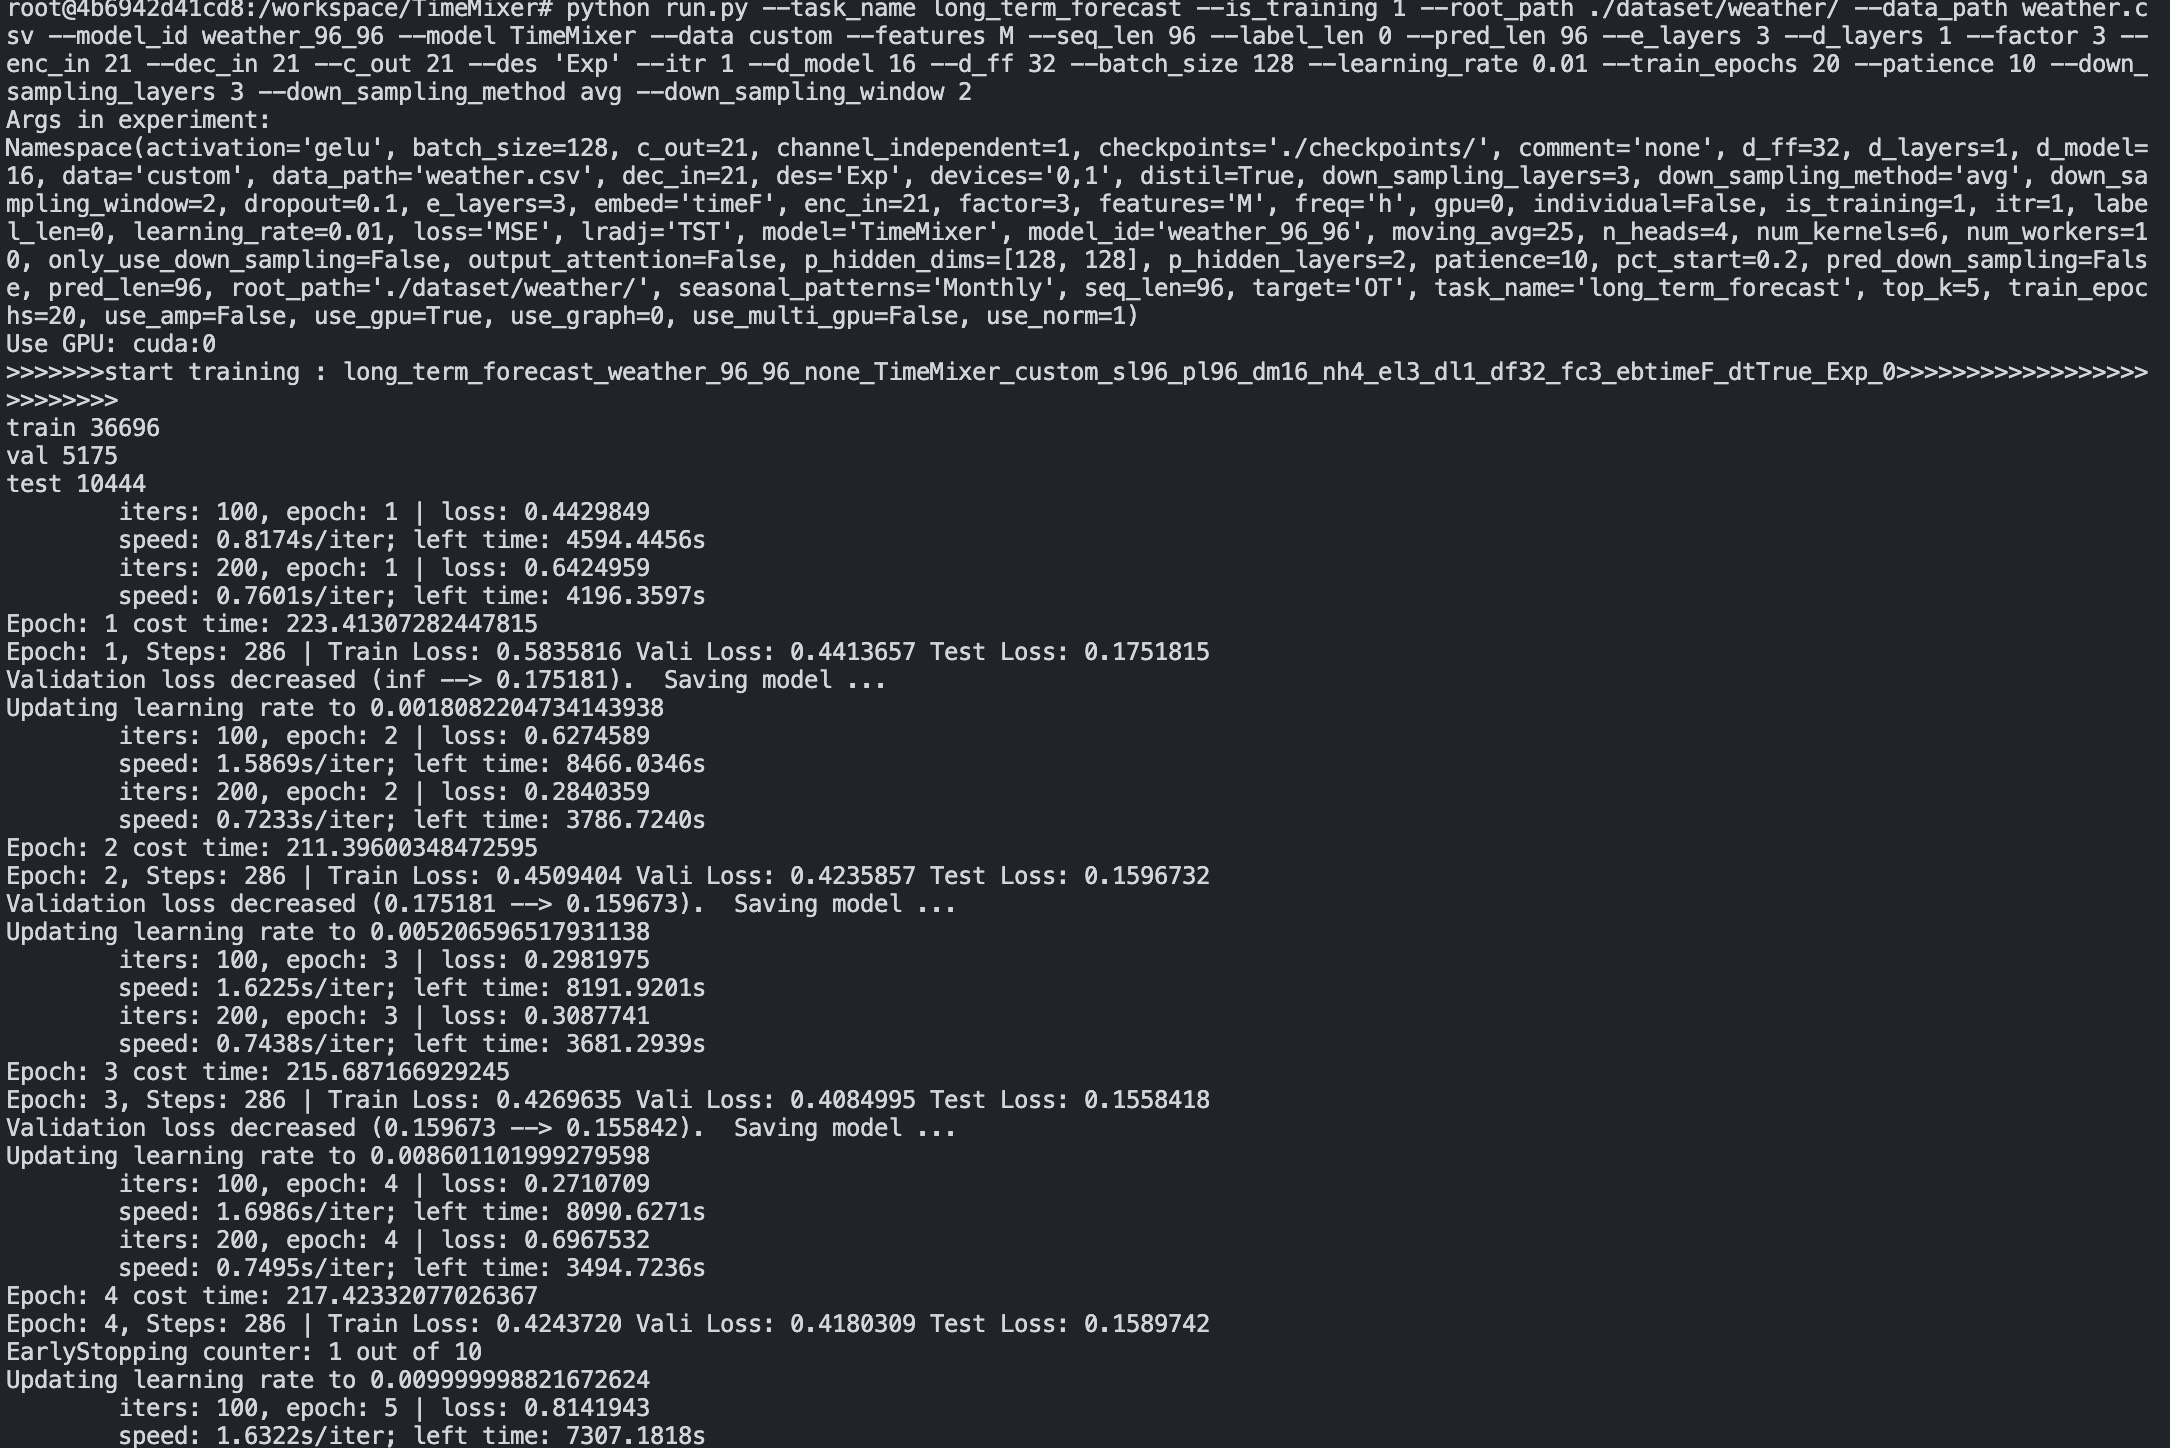 root@4b6942d41cd8:/workspace/TimeMixer# python run.py --task_name long_term_forecast --is_training 1 --root_path ./dataset/weather/ --data_path weather.c
sv --model_id weather_96_96 --model TimeMixer --data custom --features M --seq_len 96 --label_len 0 --pred_len 96 --e_layers 3 --d_layers 1 --factor 3 --
enc_in 21 --dec_in 21 --c_out 21 --des 'Exp' --itr 1 --d_model 16 --d_ff 32 --batch_size 128 --learning_rate 0.01 --train_epochs 20 --patience 10 --down_
sampling_layers 3 --down_sampling_method avg --down_sampling_window 2
Args in experiment:
Namespace(activation='gelu', batch_size=128, c_out=21, channel_independent=1, checkpoints='./checkpoints/', comment='none', d_ff=32, d_layers=1, d_model=
16, data='custom', data_path='weather.csv', dec_in=21, des='Exp', devices='0,1', distil=True, down_sampling_layers=3, down_sampling_method='avg', down_sa
mpling_window=2, dropout=0.1, e_layers=3, embed='timeF', enc_in=21, factor=3, features='M', freq='h', gpu=0, individual=False, is_training=1, itr=1, labe
l_len=0, learning_rate=0.01, loss='MSE', lradj='TST', model='TimeMixer', model_id='weather_96_96', moving_avg=25, n_heads=4, num_kernels=6, num_workers=1
0, only_use_down_sampling=False, output_attention=False, p_hidden_dims=[128, 128], p_hidden_layers=2, patience=10, pct_start=0.2, pred_down_sampling=Fals
e, pred_len=96, root_path='./dataset/weather/', seasonal_patterns='Monthly', seq_len=96, target='OT', task_name='long_term_forecast', top_k=5, train_epoc
hs=20, use_amp=False, use_gpu=True, use_graph=0, use_multi_gpu=False, use_norm=1)
Use GPU: cuda:0
>>>>>>>start training : long_term_forecast_weather_96_96_none_TimeMixer_custom_sl96_pl96_dm16_nh4_el3_dl1_df32_fc3_ebtimeF_dtTrue_Exp_0>>>>>>>>>>>>>>>>>>
>>>>>>>>
train 36696
val 5175
test 10444
iters: 100, epoch: 1 | loss: 0.4429849
speed: 0.8174s/iter; left time: 4594.4456s
iters: 200, epoch: 1 | loss: 0.6424959
speed: 0.7601s/iter; left time: 4196.3597s
Epoch: 1 cost time: 223.41307282447815
Epoch: 1, Steps: 286 | Train Loss: 0.5835816 Vali Loss: 0.4413657 Test Loss: 0.1751815
Validation loss decreased (inf --> 0.175181).  Saving model ...
Updating learning rate to 0.0018082204734143938
iters: 100, epoch: 2 | loss: 0.6274589
speed: 1.5869s/iter; left time: 8466.0346s
iters: 200, epoch: 2 | loss: 0.2840359
speed: 0.7233s/iter; left time: 3786.7240s
Epoch: 2 cost time: 211.39600348472595
Epoch: 2, Steps: 286 | Train Loss: 0.4509404 Vali Loss: 0.4235857 Test Loss: 0.1596732
Validation loss decreased (0.175181 --> 0.159673).  Saving model ...
Updating learning rate to 0.005206596517931138
iters: 100, epoch: 3 | loss: 0.2981975
speed: 1.6225s/iter; left time: 8191.9201s
iters: 200, epoch: 3 | loss: 0.3087741
speed: 0.7438s/iter; left time: 3681.2939s
Epoch: 3 cost time: 215.687166929245
Epoch: 3, Steps: 286 | Train Loss: 0.4269635 Vali Loss: 0.4084995 Test Loss: 0.1558418
Validation loss decreased (0.159673 --> 0.155842).  Saving model ...
Updating learning rate to 0.008601101999279598
iters: 100, epoch: 4 | loss: 0.2710709
speed: 1.6986s/iter; left time: 8090.6271s
iters: 200, epoch: 4 | loss: 0.6967532
speed: 0.7495s/iter; left time: 3494.7236s
Epoch: 4 cost time: 217.42332077026367
Epoch: 4, Steps: 286 | Train Loss: 0.4243720 Vali Loss: 0.4180309 Test Loss: 0.1589742
EarlyStopping counter: 1 out of 10
Updating learning rate to 0.009999998821672624
iters: 100, epoch: 5 | loss: 0.8141943
speed: 1.6322s/iter; left time: 7307.1818s